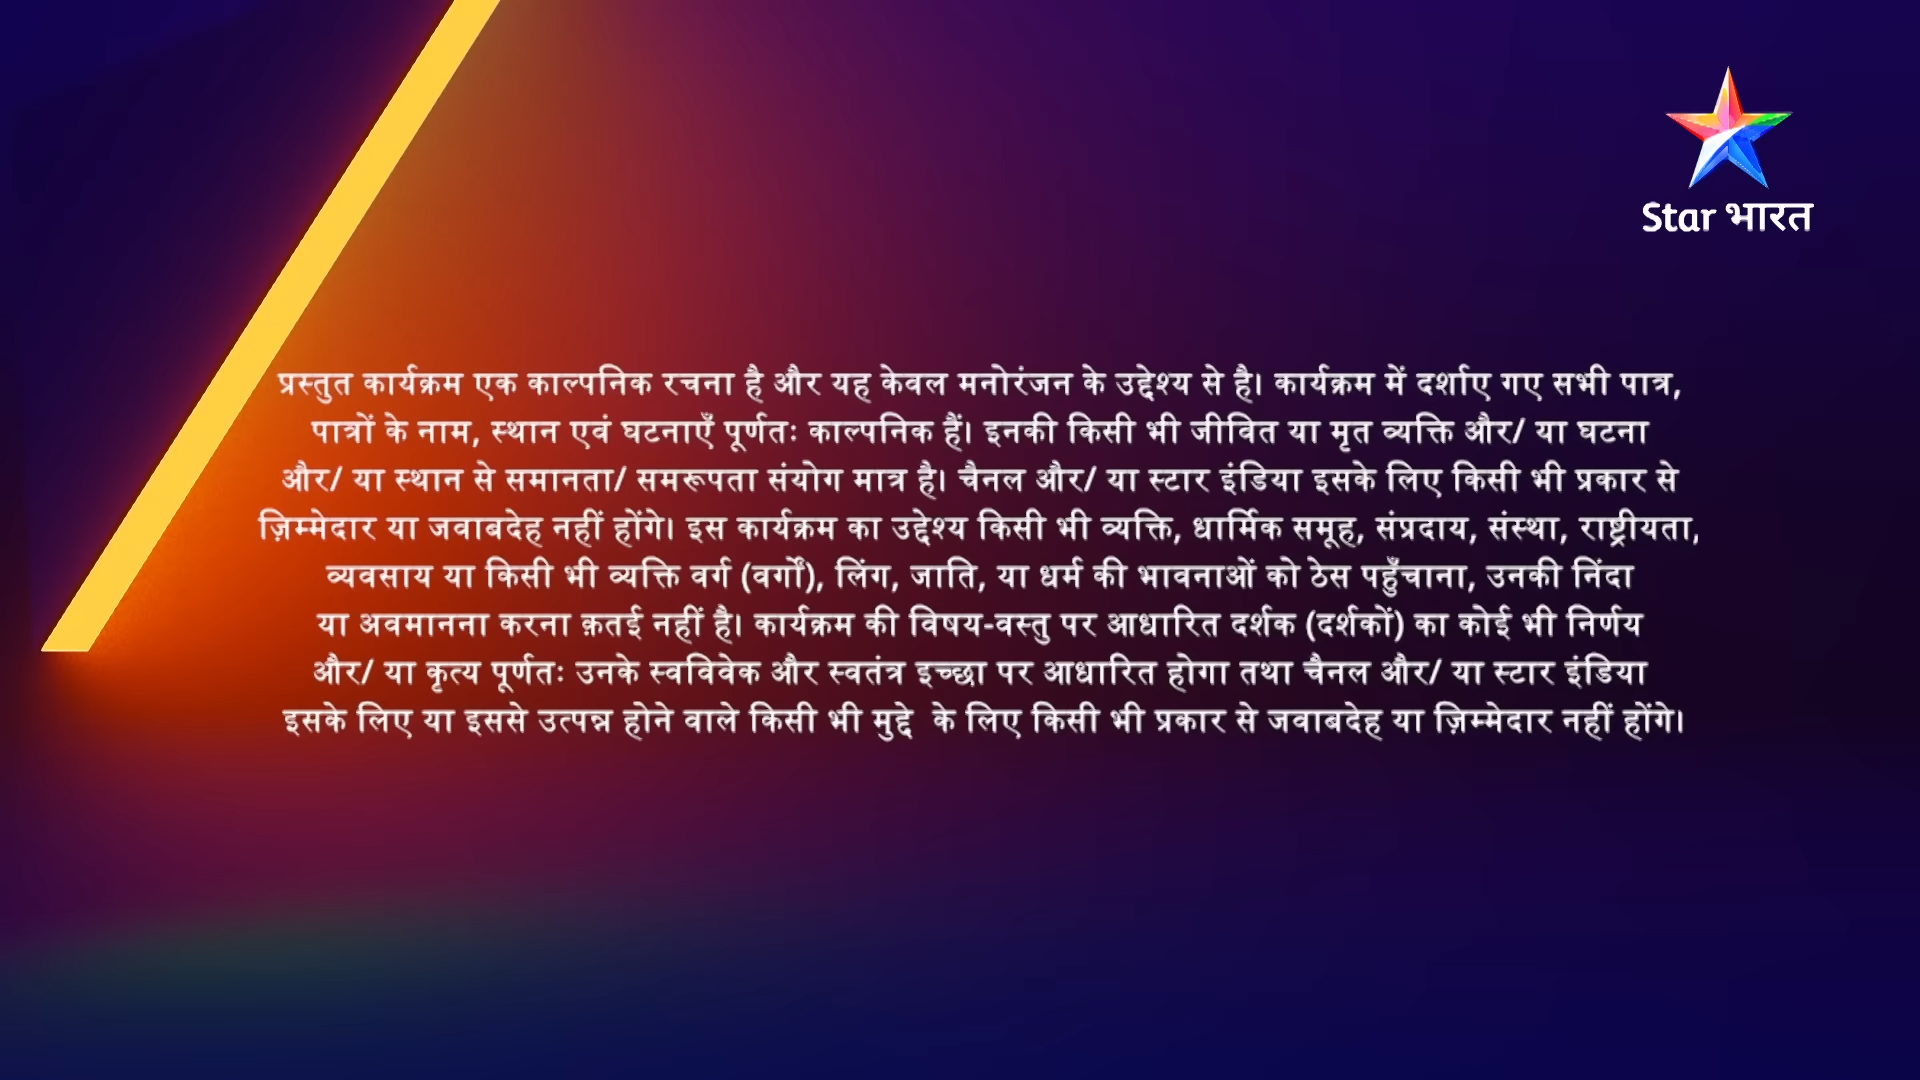 Star भारत
प्रस्तुत कार्यक्रम एक काल्पनिक रचना है और यह केवल मनोरंजन के उद्देश्य से है। कार्यक्रम में दर्शाए गए सभी पात्र,
पात्रों के नाम, स्थान एवं घटनाएँ पूर्णतः काल्पनिक हैं। इनकी किसी भी जीवित या मृत व्यक्ति और/ या घटना
और/ या स्थान से समानता/ समरूपता संयोग मात्र है। चैनल और/ या स्टार इंडिया इसके लिए किसी भी प्रकार से
ज़िम्मेदार या जवाबदेह नहीं होंगे। इस कार्यक्रम का उद्देश्य किसी भी व्यक्ति, धार्मिक समूह, संप्रदाय, संस्था, राष्ट्रीयता,
व्यवसाय या किसी भी व्यक्ति वर्ग (वर्गों), लिंग, जाति, या धर्म की भावनाओं को ठेस पहुँचाना, उनकी निंदा
या अवमानना करना क़तई नहीं है। कार्यक्रम की विषय-वस्तु पर आधारित दर्शक (दर्शकों) का कोई भी निर्णय
और/ या कृत्य पूर्णतः उनके स्वविवेक और स्वतंत्र इच्छा पर आधारित होगा तथा चैनल और/ या स्टार इंडिया
इसके लिए या इससे उत्पन्न होने वाले किसी भी मुद्दे के लिए किसी भी प्रकार से जवाबदेह या ज़िम्मेदार नहीं होंगे।